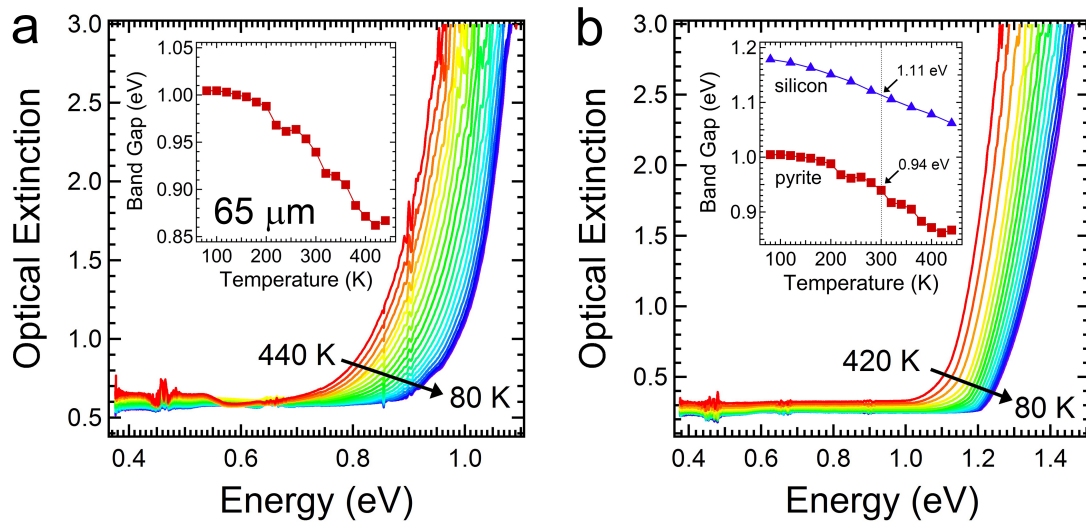 a
Optical Extinction
3.0
2.5
2.0
1.5
1.0
0.5
0.4
0.6
0.8
1.0
Energy (eV)
440 K
80 K
Band Gap (eV)
1.05
1.00
0.95
0.90
0.85
65 μm
100
200
300
400
Temperature (K)
b
Optical Extinction
3.0
2.5
2.0
1.5
1.0
0.5
0.0
0.4
0.6
0.8
1.0
1.2
1.4
Energy (eV)
420 K
80 K
Band Gap (eV)
1.2
1.1
1.0
0.9
silicon
1.11 eV
pyrite
0.94 eV
100
200
300
400
Temperature (K)